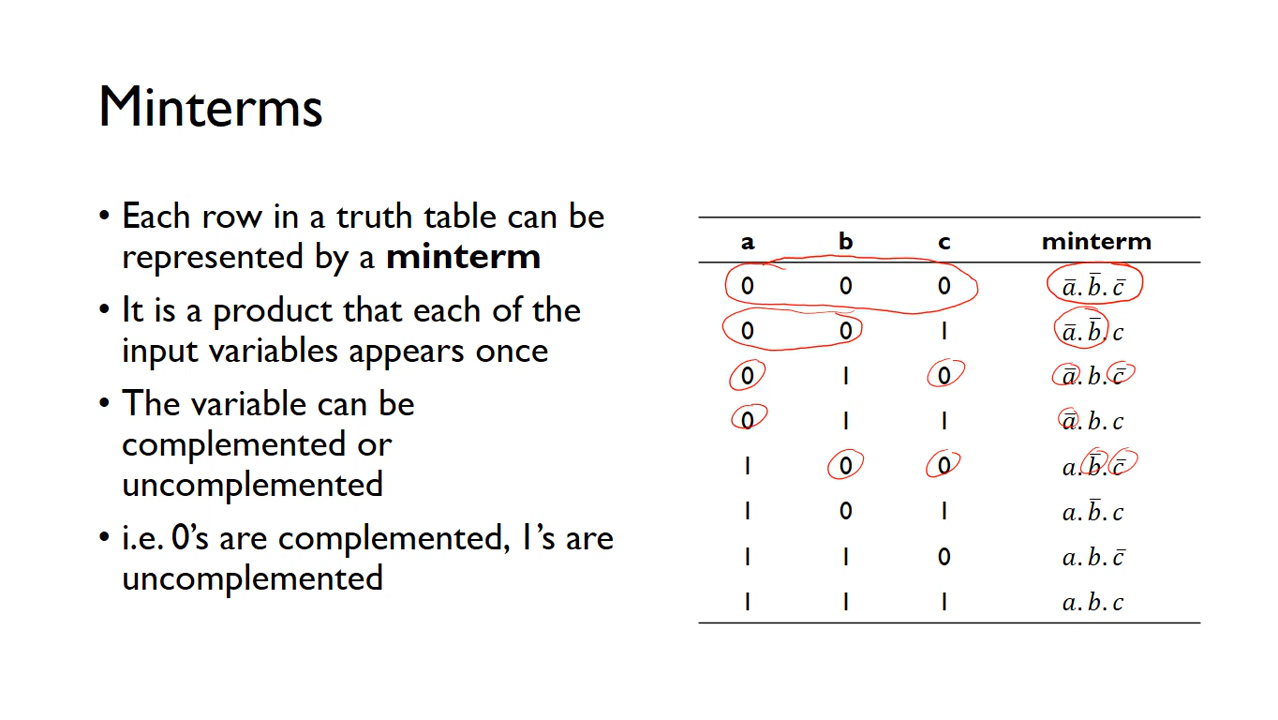 Minterms
• Each row in a truth table can be
represented by a minterm
• It is a product that each of the
input variables appears once
• The variable can be
complemented or
uncomplemented
• i.e. 0’s are complemented, 1’s are
uncomplemented
a b c minterm
0 0 0 a̅. b̅. c̅
0 0 1 a̅. b̅. c
0 1 0 a̅. b. c̅
0 1 1 a̅. b. c
1 0 0 a. b̅. c̅
1 0 1 a. b̅. c
1 1 0 a. b. c̅
1 1 1 a. b. c